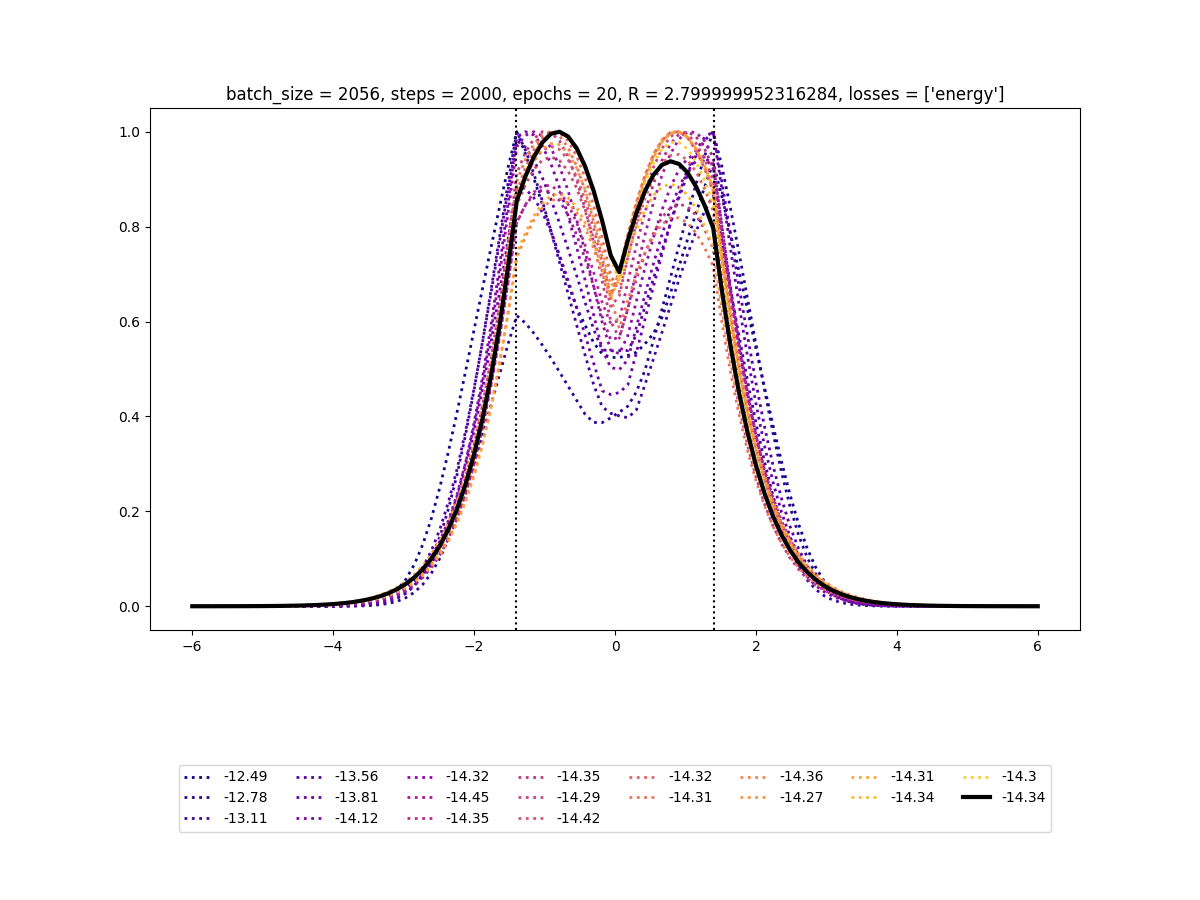 batch_size = 2056, steps = 2000, epochs = 20, R = 2.799999952316284, losses = ['energy']
1.0
0.8
0.6
0.4
0.2
0.0
−6 −4 −2 0 2 4 6
-12.49 -13.56 -14.32 -14.35 -14.32 -14.36 -14.31 -14.3
-12.78 -13.81 -14.45 -14.29 -14.31 -14.27 -14.34 -14.34
-13.11 -14.12 -14.35 -14.42